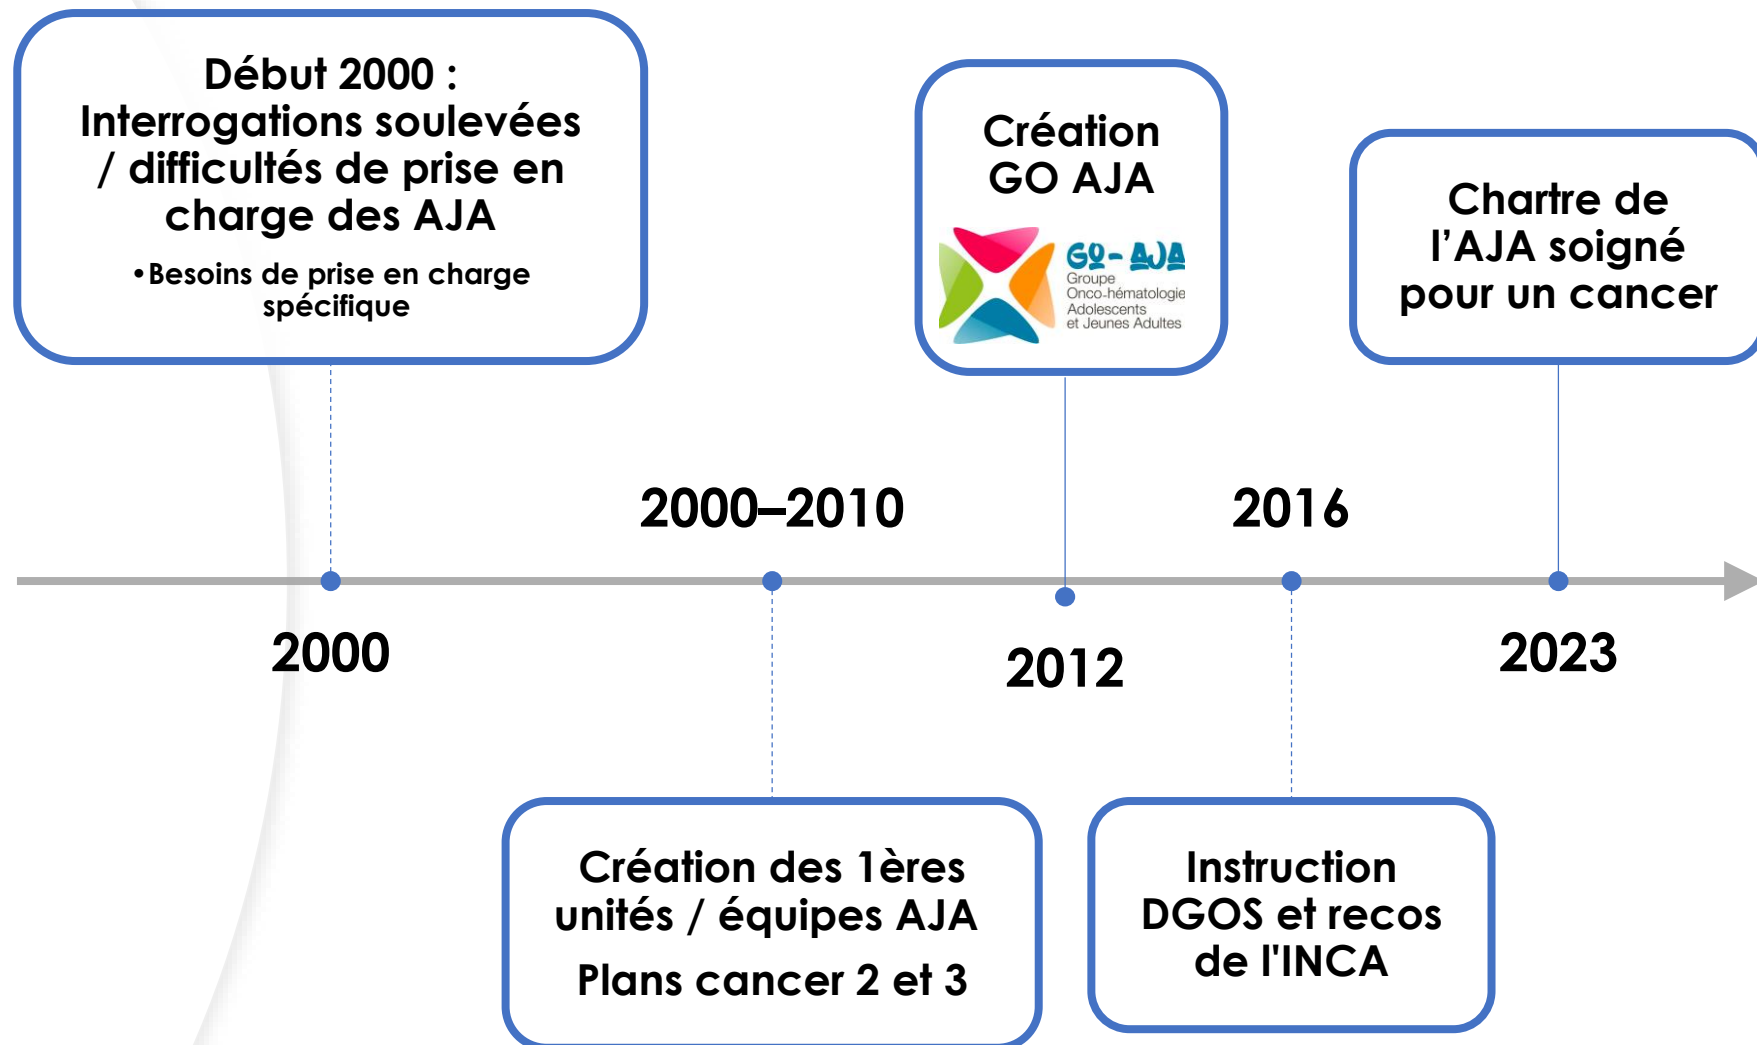 Début 2000 :
Interrogations soulevées
/ difficultés de prise en
charge des AJA
•Besoins de prise en charge
spécifique
Création
GO AJA
GO - AJA
Groupe
Onco-hématologie
Adolescents
et Jeunes Adultes
Chartre de
l’AJA soigné
pour un cancer
2000–2010
2016
2000
2012
2023
Création des 1ères
unités / équipes AJA
Plans cancer 2 et 3
Instruction
DGOS et recos
de l'INCA